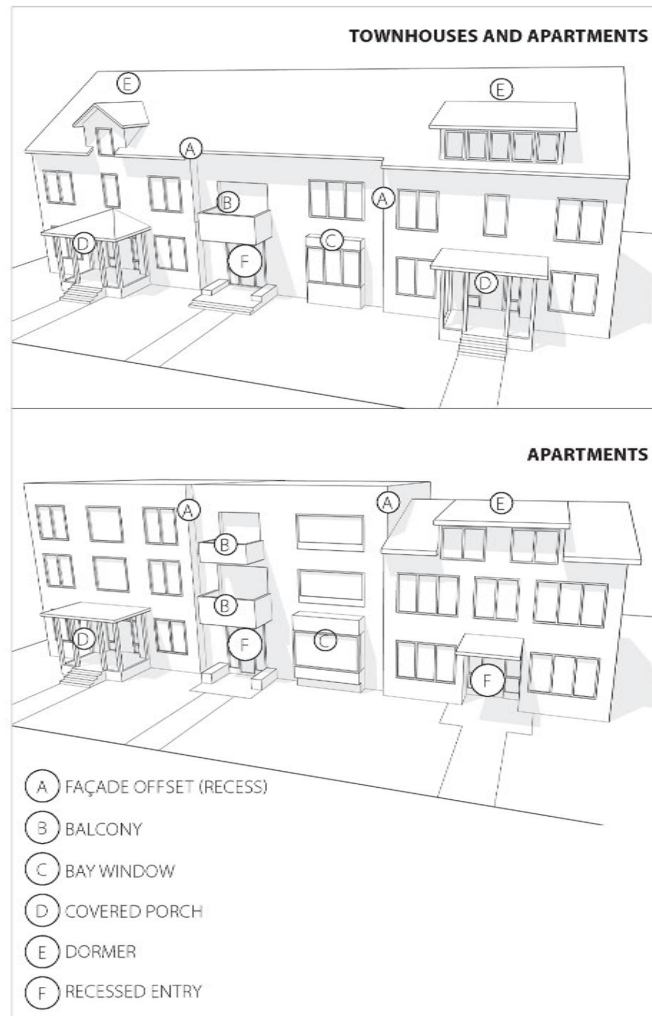 TOWNHOUSES AND APARTMENTS
E
E
A
A
B
C
D
F
D
APARTMENTS
A
A
E
B
B
D
F
C
F
A FAÇADE OFFSET (RECESS)
B BALCONY
C BAY WINDOW
D COVERED PORCH
E DORMER
F RECESSED ENTRY